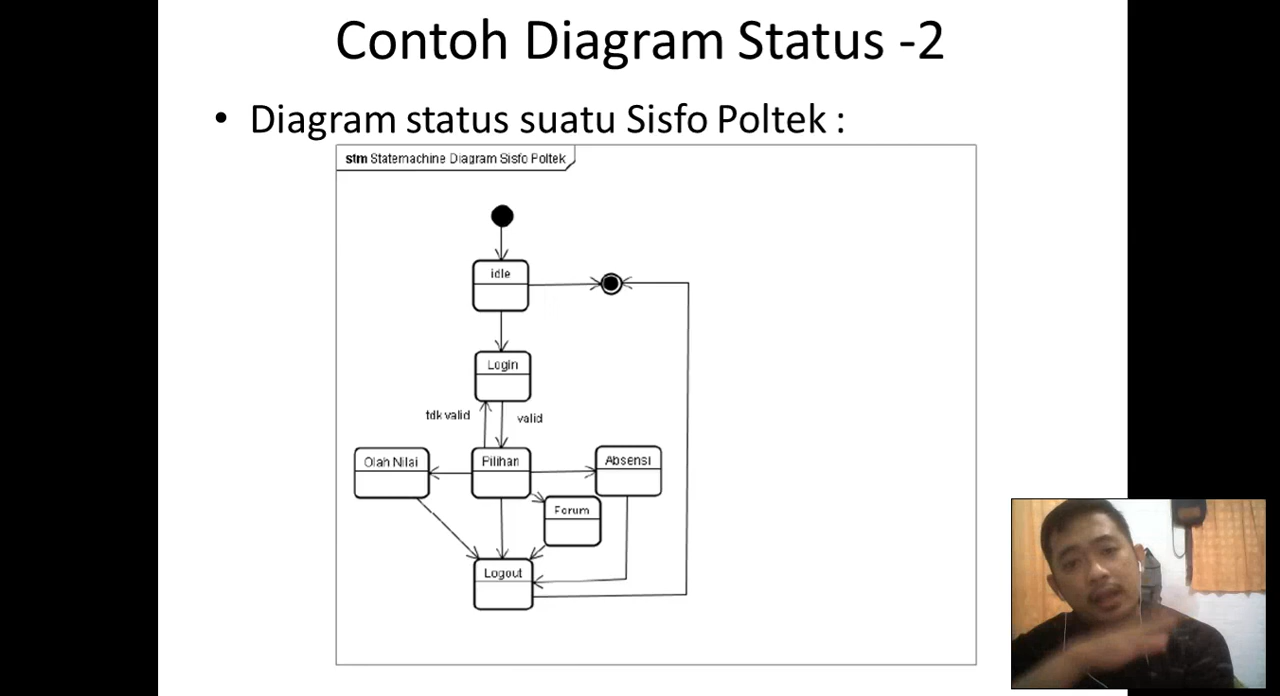 Contoh Diagram Status -2
• Diagram status suatu Sisfo Poltek :
stm Statemachine Diagram Sisfo Poltek
idle
Login
tdk valid
valid
Olah Nilai
Pilihan
Absensi
Forum
Logout